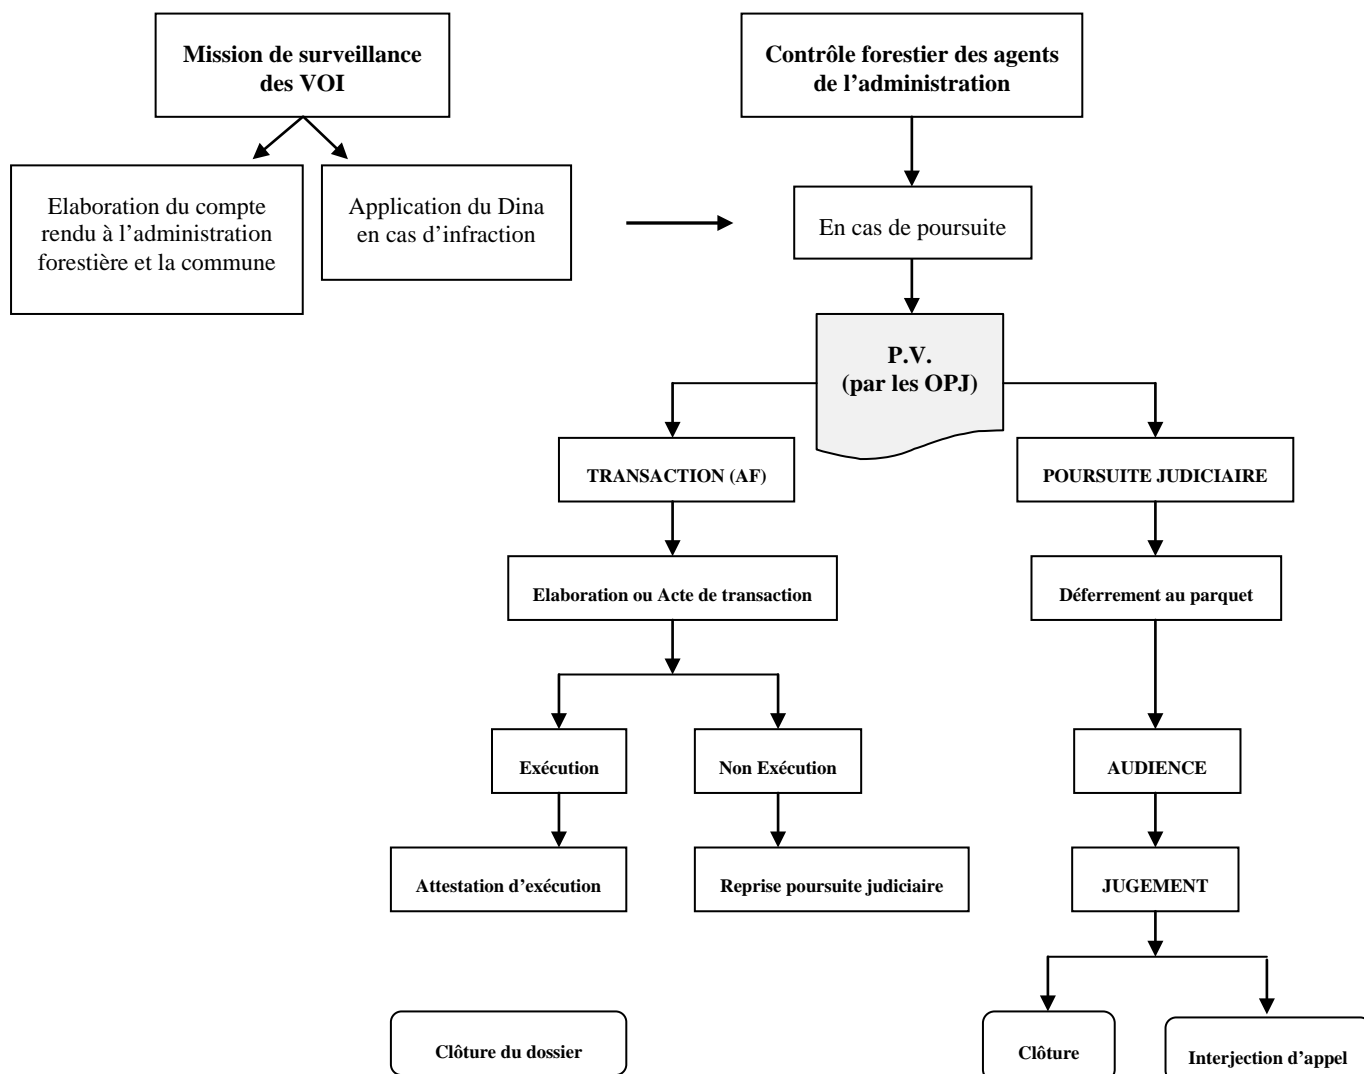 Mission de surveillance
des VOI
Contrôle forestier des agents
de l’administration
Elaboration du compte
rendu à l’administration
forestière et la commune
Application du Dina
en cas d’infraction
En cas de poursuite
P.V.
(par les OPJ)
TRANSACTION (AF)
POURSUITE JUDICIAIRE
Elaboration ou Acte de transaction
Déferrement au parquet
Exécution
Non Exécution
AUDIENCE
Attestation d’exécution
Reprise poursuite judiciaire
JUGEMENT
Clôture du dossier
Clôture
Interjection d’appel